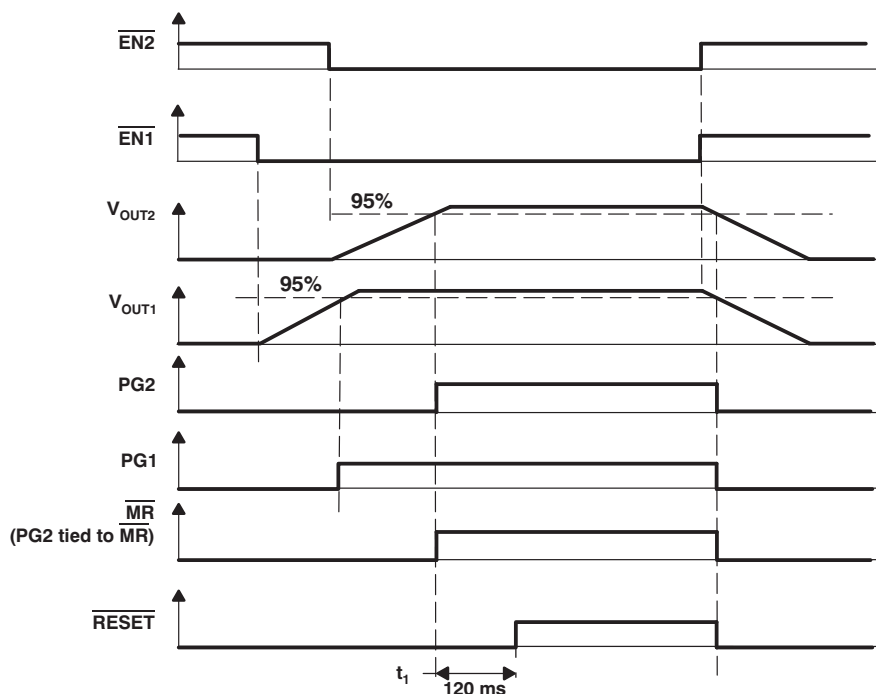 EN2
EN1
VOUT2
95%
VOUT1
95%
PG2
PG1
MR
(PG2 tied to MR)
RESET
t1
120 ms